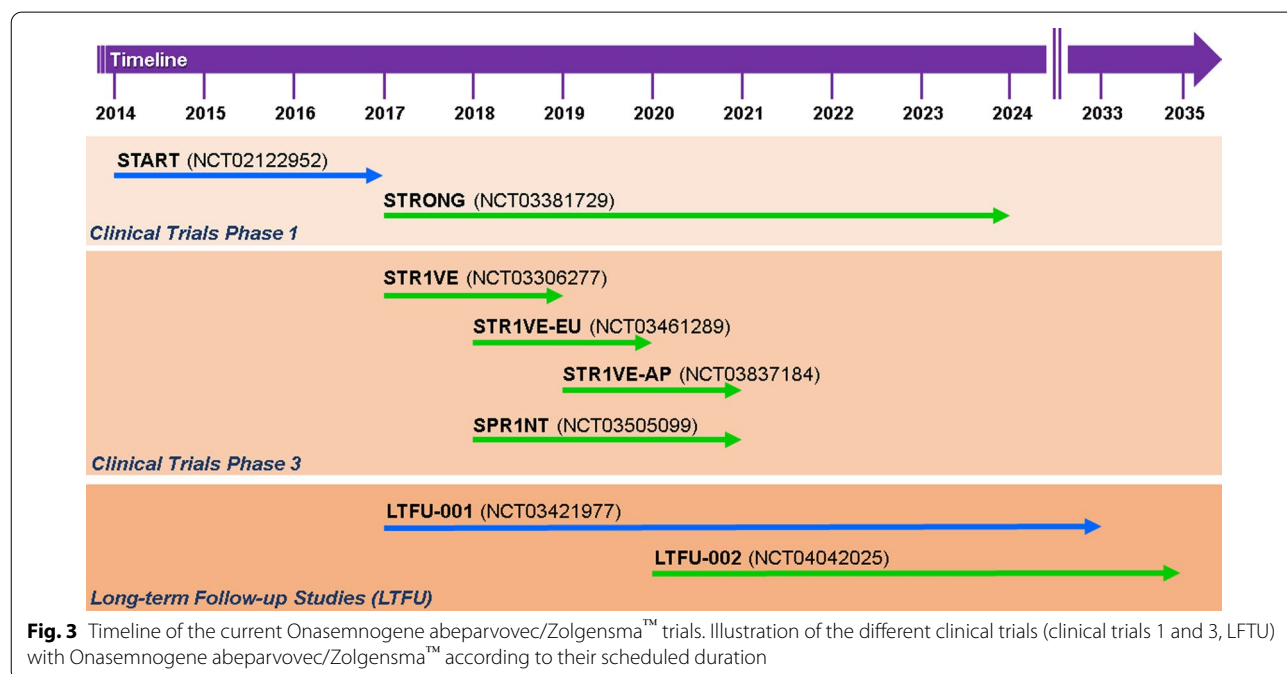 Timeline
2014 2015 2016 2017 2018 2019 2020 2021 2022 2023 2024 2033 2035
START (NCT02122952)
STRONG (NCT03381729)
Clinical Trials Phase 1
STR1VE (NCT03306277)
STR1VE-EU (NCT03461289)
STR1VE-AP (NCT03837184)
SPR1NT (NCT03505099)
Clinical Trials Phase 3
LTFU-001 (NCT03421977)
LTFU-002 (NCT04042025)
Long-term Follow-up Studies (LTFU)
Fig. 3 Timeline of the current Onasemnogene abeparvovec/Zolgensma™ trials. Illustration of the different clinical trials (clinical trials 1 and 3, LFTU)
with Onasemnogene abeparvovec/Zolgensma™ according to their scheduled duration